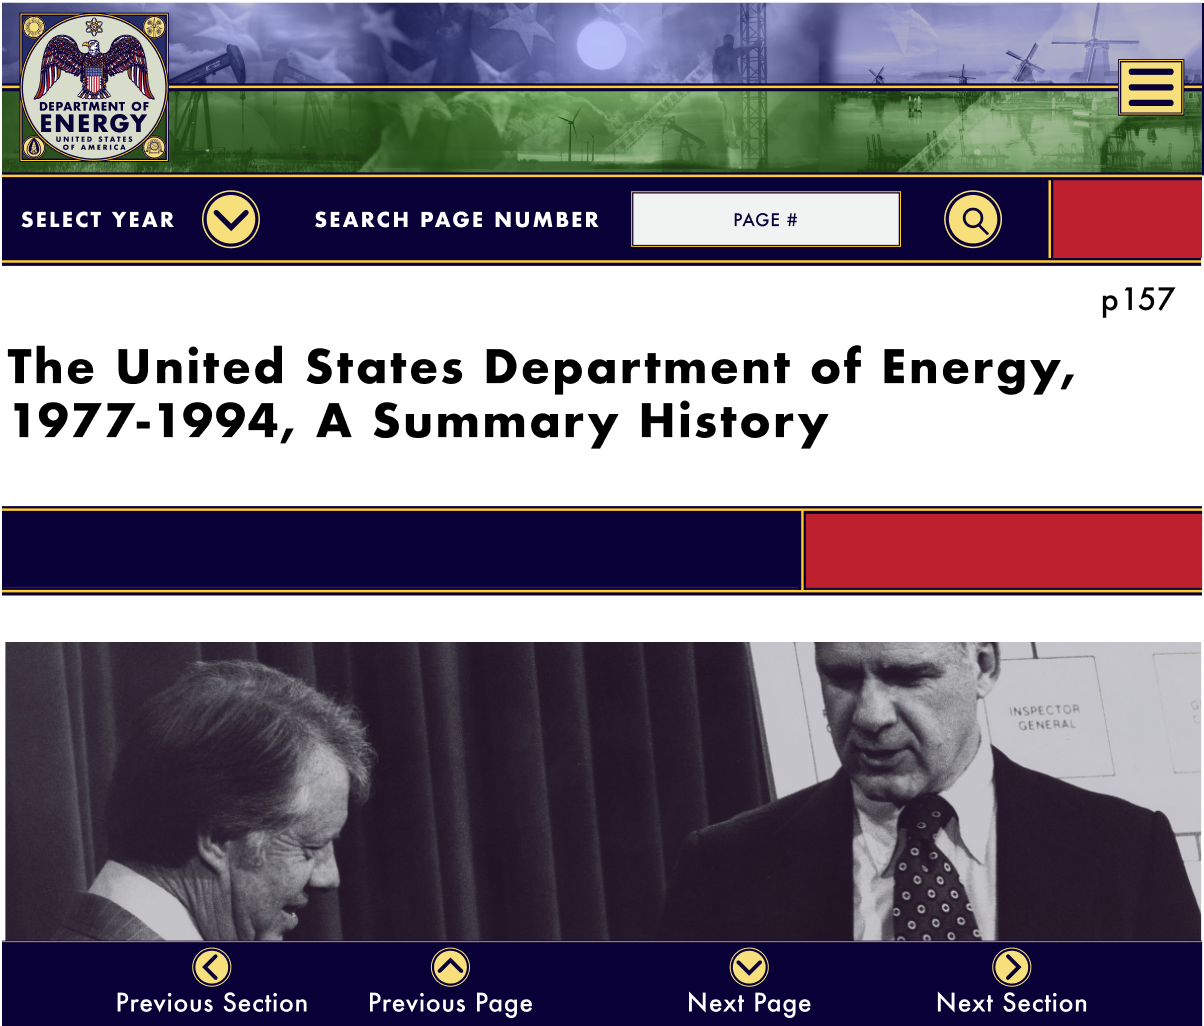 DEPARTMENT OF
ENERGY
UNITED STATES
OF AMERICA
SELECT YEAR
SEARCH PAGE NUMBER
PAGE #
p157
The United States Department of Energy,
1977-1994, A Summary History
INSPECTOR
GENERAL
Previous Section
Previous Page
Next Page
Next Section